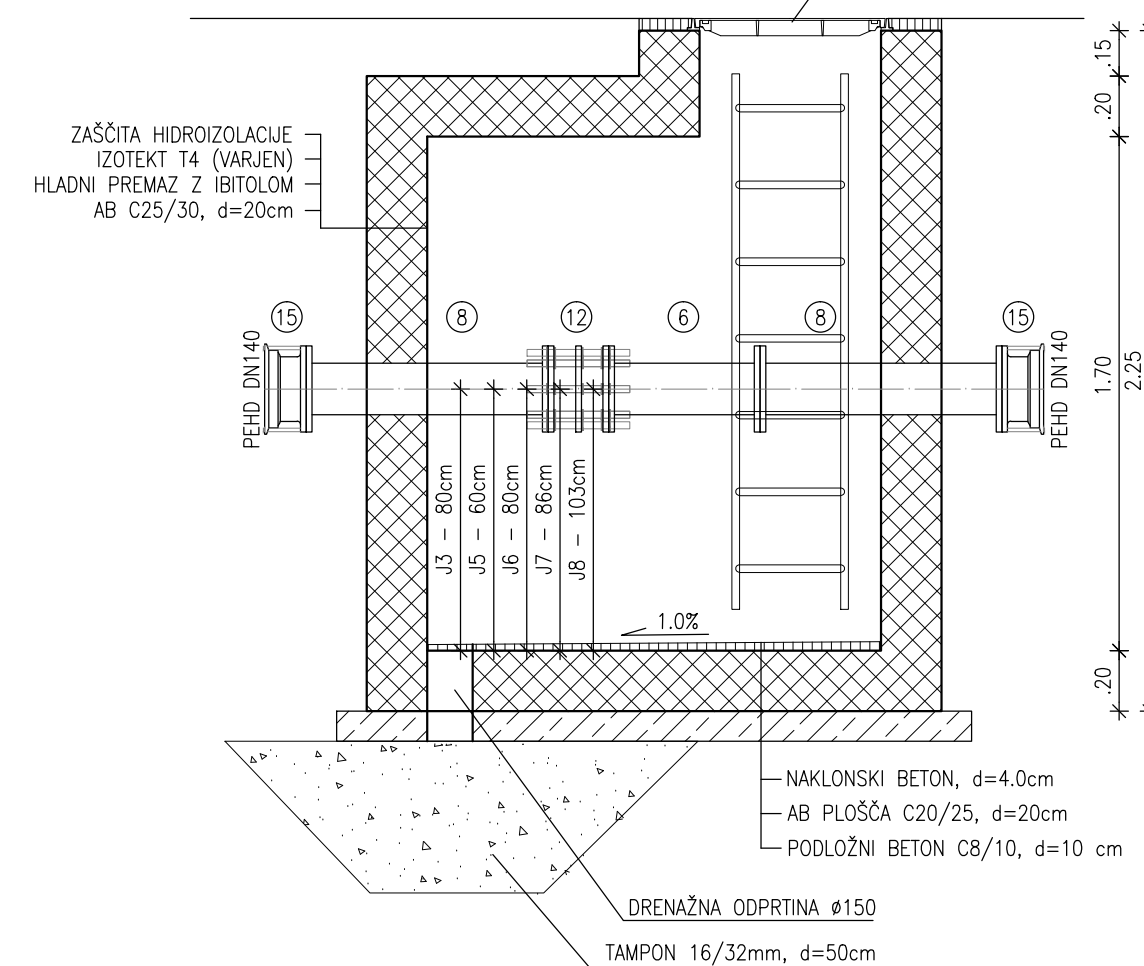 ZAŠČITA HIDROIZOLACIJE
IZOTEKT T4 (VARJEN)
HLADNI PREMAZ Z IBITOLOM
AB C25/30, d=20cm
.15
.20
1.70
2.25
.20
15
8
12
6
8
15
PEHD DN140
PEHD DN140
J3 - 80cm
J5 - 60cm
J6 - 80cm
J7 - 86cm
J8 - 103cm
1.0%
NAKLONSKI BETON, d=4.0cm
AB PLOŠČA C20/25, d=20cm
PODLOŽNI BETON C8/10, d=10 cm
DRENAŽNA ODPRTINA ø150
TAMPON 16/32mm, d=50cm